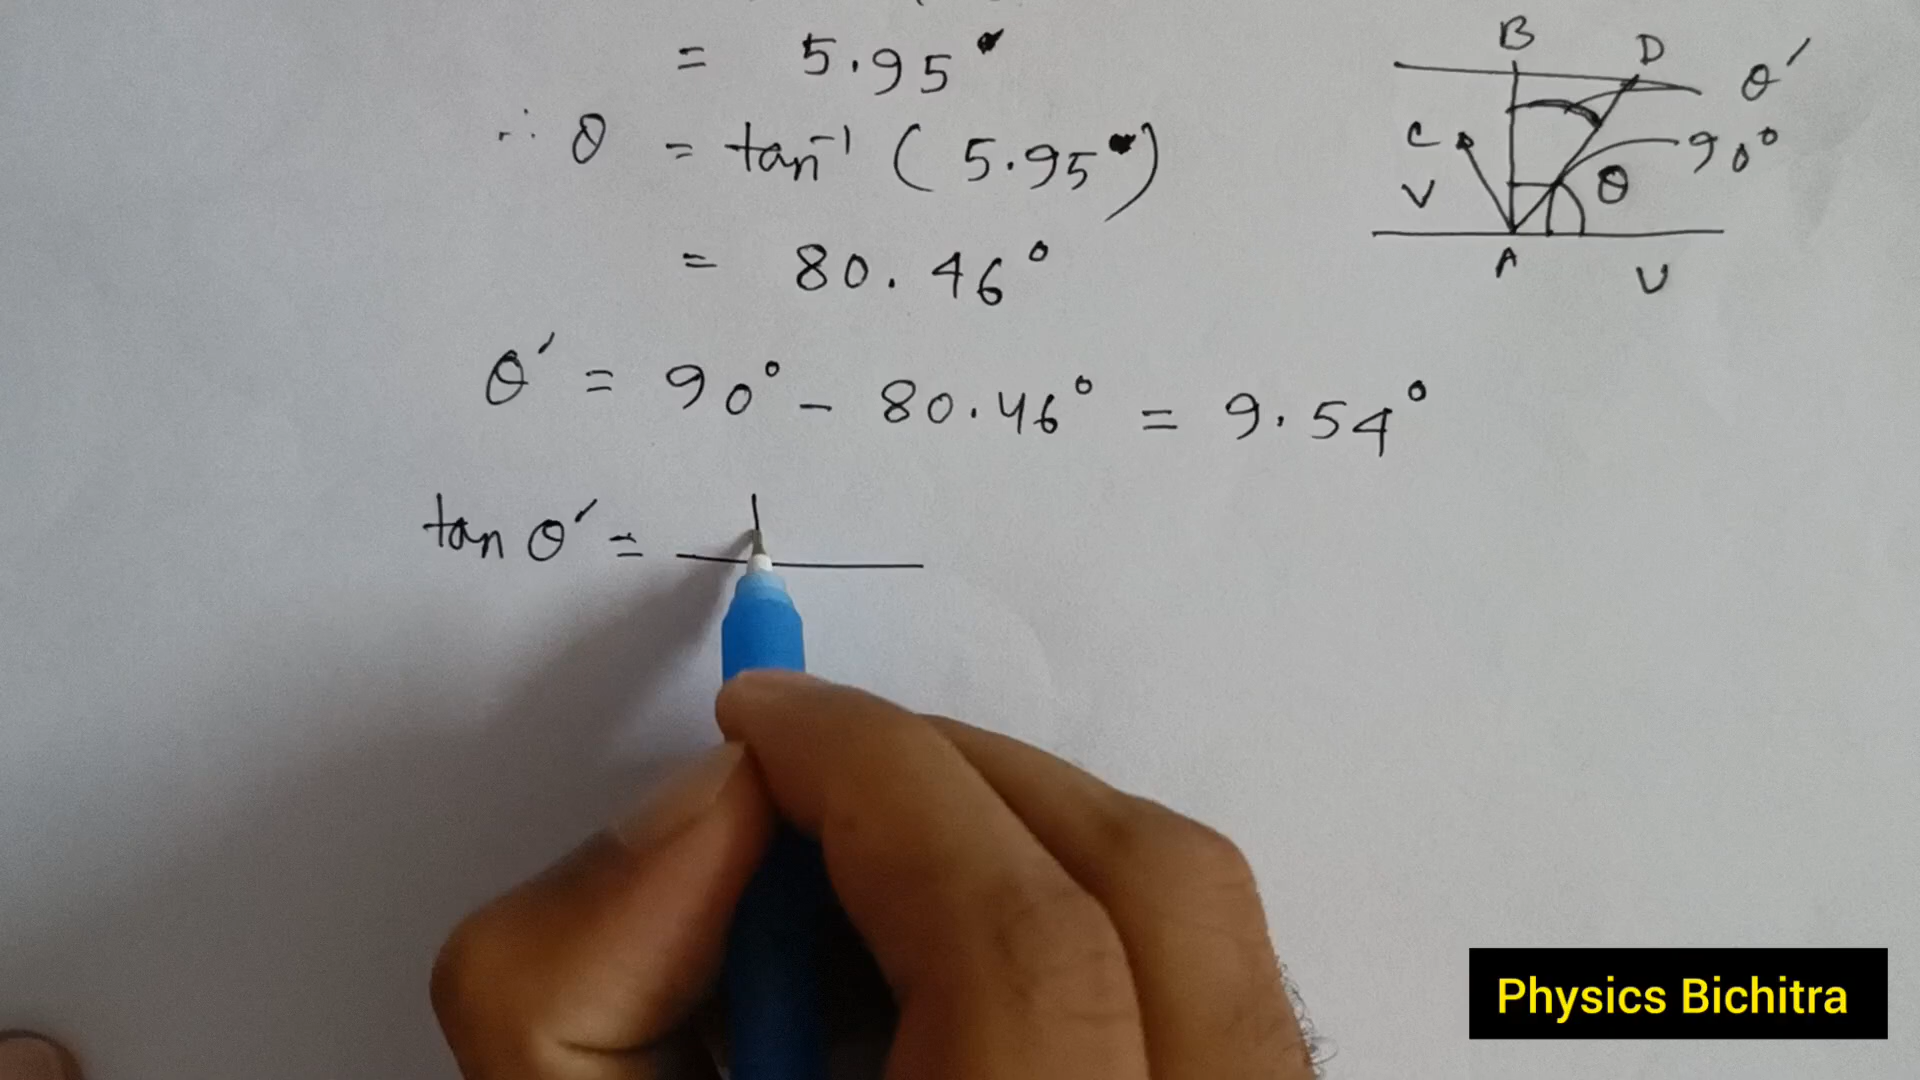 = 5.95
∴ θ = tan⁻¹ (5.95)
= 80.46°
θ′ = 90° - 80.46° = 9.54°
tan θ′ =
B
D
θ′
C
90°
V
θ
A
U
Physics Bichitra